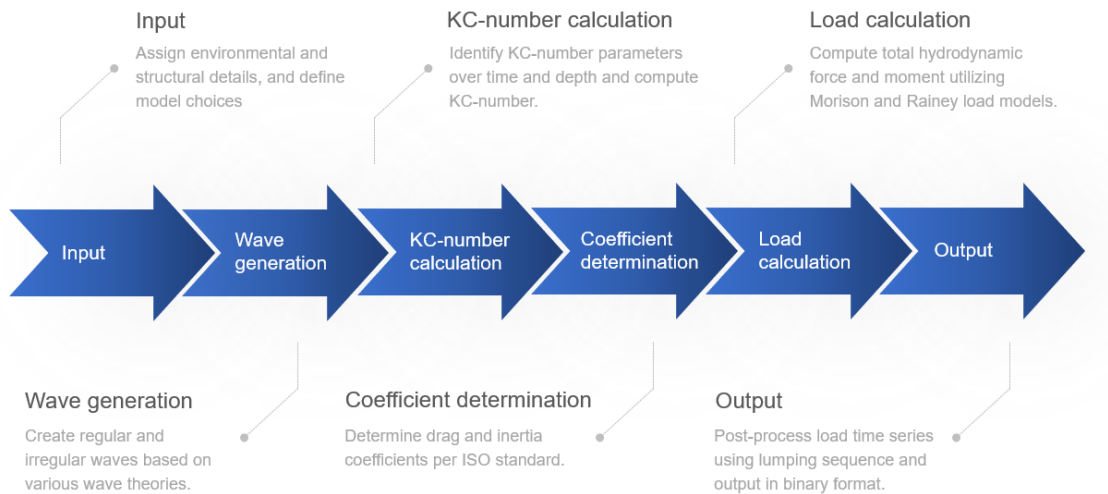 Input
Assign environmental and
structural details, and define
model choices
KC-number calculation
Identify KC-number parameters
over time and depth and compute
KC-number.
Load calculation
Compute total hydrodynamic
force and moment utilizing
Morison and Rainey load models.
Input
Wave
generation
KC-number
calculation
Coefficient
determination
Load
calculation
Output
Wave generation
Create regular and
irregular waves based on
various wave theories.
Coefficient determination
Determine drag and inertia
coefficients per ISO standard.
Output
Post-process load time series
using lumping sequence and
output in binary format.